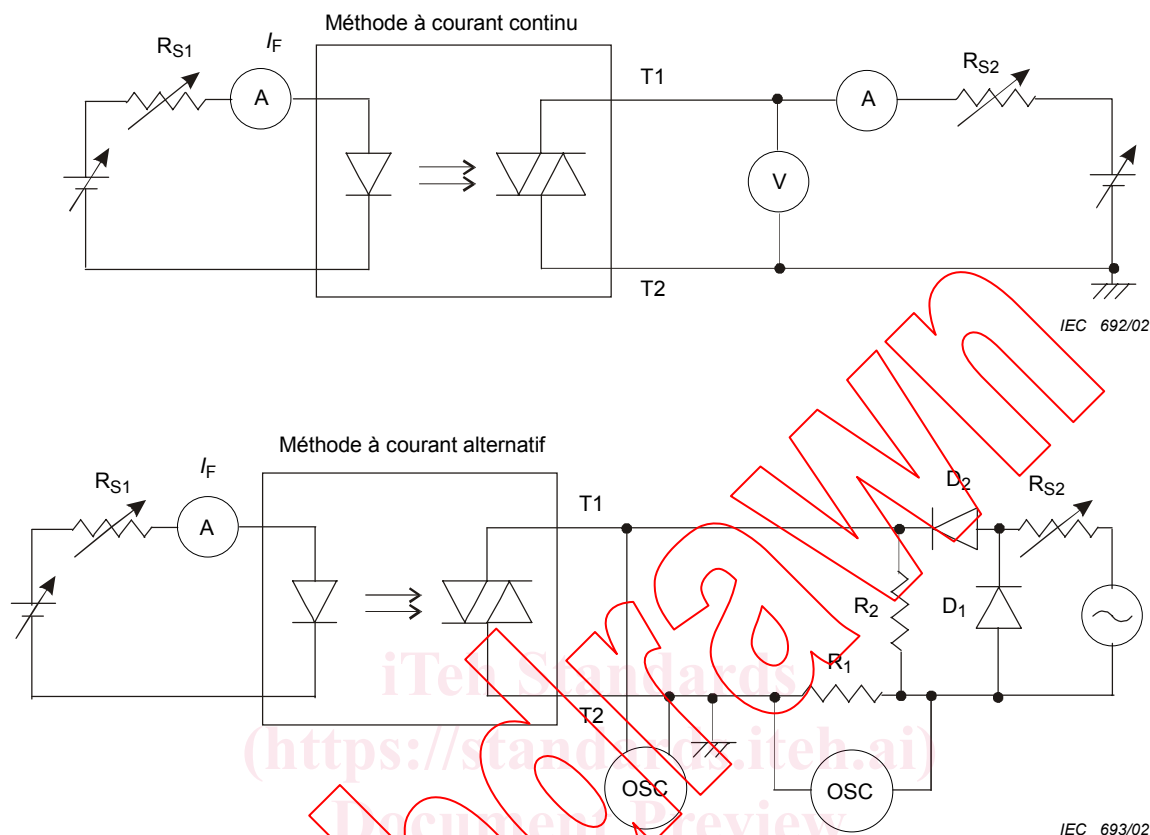 Méthode à courant continu
RS1
IF
A
T1
A
RS2
V
T2
IEC 692/02
Méthode à courant alternatif
RS1
IF
A
T1
D2
RS2
R2
D1
R1
T2
OSC
OSC
iTeh Standards
(https://standards.iteh.ai)
Document Preview
IEC 693/02